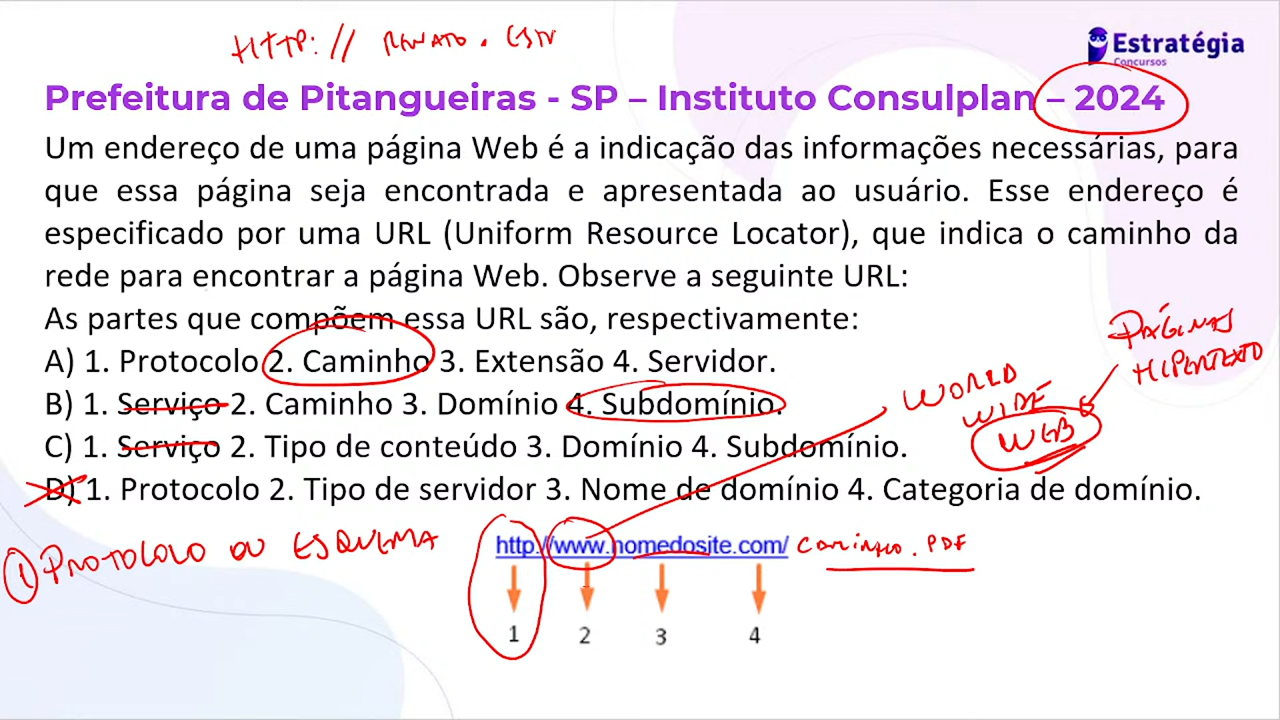 HTTP:// RENATO. ESTR
Estratégia
Concursos
Prefeitura de Pitangueiras - SP – Instituto Consulplan – 2024
Um endereço de uma página Web é a indicação das informações necessárias, para
que essa página seja encontrada e apresentada ao usuário. Esse endereço é
especificado por uma URL (Uniform Resource Locator), que indica o caminho da
rede para encontrar a página Web. Observe a seguinte URL:
As partes que compõem essa URL são, respectivamente:
A) 1. Protocolo 2. Caminho 3. Extensão 4. Servidor.
B) 1. Serviço 2. Caminho 3. Domínio 4. Subdomínio.
C) 1. Serviço 2. Tipo de conteúdo 3. Domínio 4. Subdomínio.
D) 1. Protocolo 2. Tipo de servidor 3. Nome de domínio 4. Categoria de domínio.
PÁGINAS
HIPERTEXTO
WORLD
WIDE
WEB
1 PROTOCOLO OU ESQUEMA
http://www.nomedosite.com/ CAMINHO.PDF
1 2 3 4